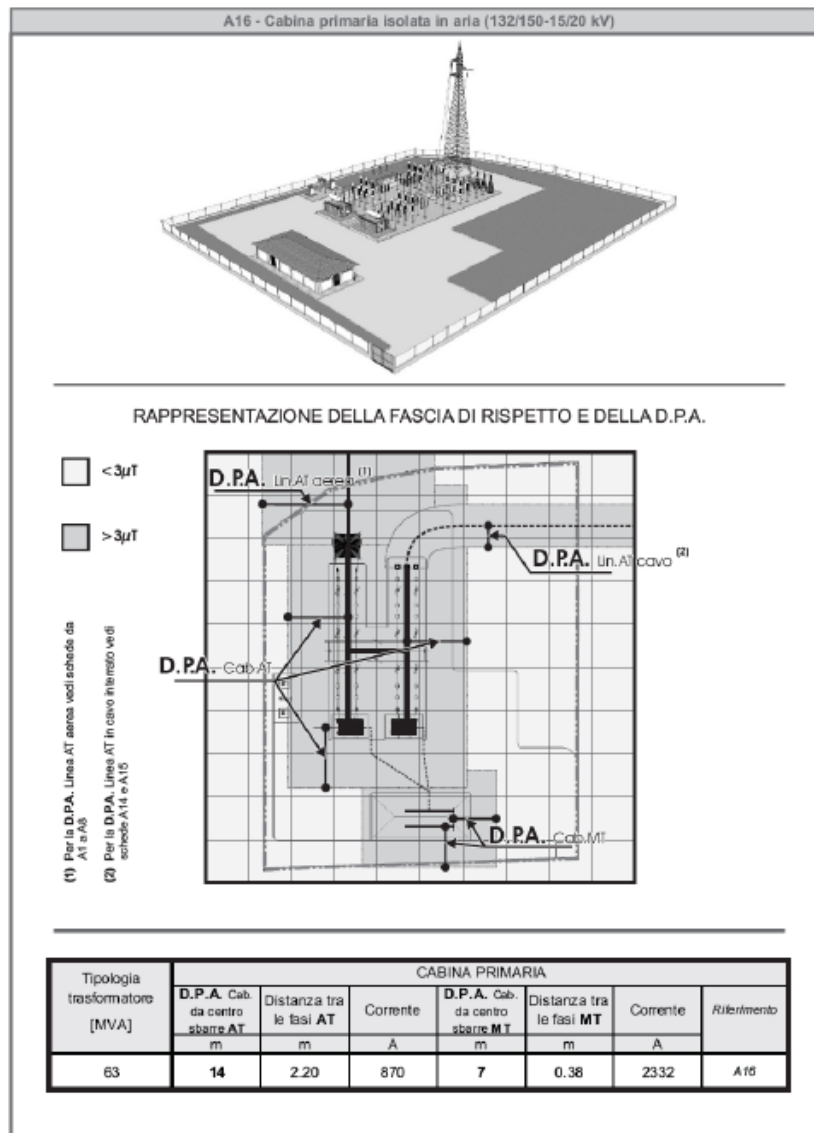 A16 - Cabina primaria isolata in aria (132/150-15/20 kV)
RAPPRESENTAZIONE DELLA FASCIA DI RISPETTO E DELLA D.P.A.
<3µT
>3µT
(1) Per la D.P.A. Linea AT aerea vedi schede da
A1 a A8
(2) Per la D.P.A. Linea AT in cavo interrato vedi
schede A14 e A15
D.P.A. Lin.AT aerea (1)
D.P.A. Lin.AT cavo (2)
D.P.A. Cab.AT
D.P.A. Cab.MT
Tipologia
trasformatore
[MVA]
CABINA PRIMARIA
D.P.A. Cab.
da centro
sbarre AT
Distanza tra
le fasi AT
Corrente
D.P.A. Cab.
da centro
sbarre MT
Distanza tra
le fasi MT
Corrente
Riferimento
m m A m m A
63 14 2.20 870 7 0.38 2332 A16